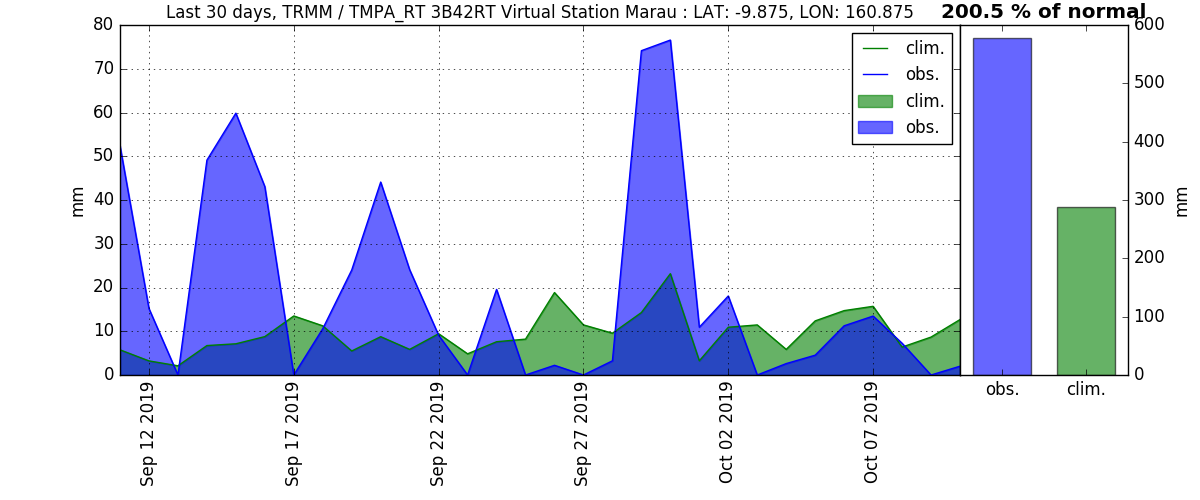 Last 30 days, TRMM / TMPA_RT 3B42RT Virtual Station Marau : LAT: -9.875, LON: 160.875
200.5 % of normal
80
70
60
50
40
30
20
10
0
mm
clim.
obs.
clim.
obs.
Sep 12 2019
Sep 17 2019
Sep 22 2019
Sep 27 2019
Oct 02 2019
Oct 07 2019
600
500
400
300
200
100
0
mm
obs.
clim.